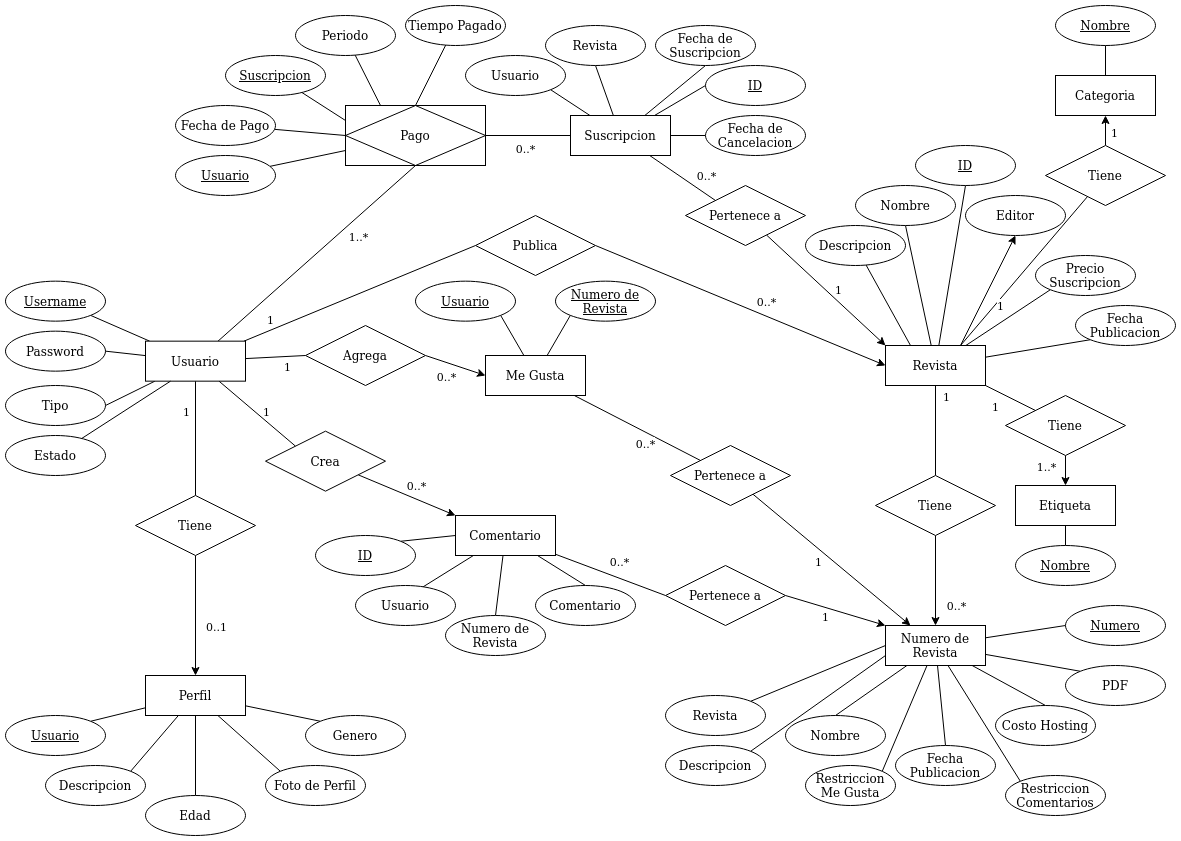 Nombre
Categoria
1
Tiene
Tiempo Pagado
Periodo
Suscripcion
Fecha de Pago
Usuario
Pago
0..*
1..*
Revista
Fecha de
Suscripcion
Usuario
ID
Suscripcion
Fecha de
Cancelacion
0..*
Pertenece a
1
ID
Nombre
Editor
Descripcion
Precio
Suscripcion
1
Fecha
Publicacion
Revista
Publica
1
0..*
Usuario
Numero de
Revista
Username
Password
Tipo
Estado
Usuario
Agrega
1
0..*
Me Gusta
0..*
Pertenece a
1
1
Tiene
1..*
Etiqueta
Nombre
1
Tiene
0..*
1
1
Crea
0..*
Comentario
ID
Usuario
Numero de
Revista
Comentario
0..*
Pertenece a
1
Tiene
0..1
Perfil
Usuario
Descripcion
Edad
Foto de Perfil
Genero
Numero de
Revista
Numero
PDF
Costo Hosting
Revista
Nombre
Descripcion
Restriccion
Me Gusta
Fecha
Publicacion
Restriccion
Comentarios